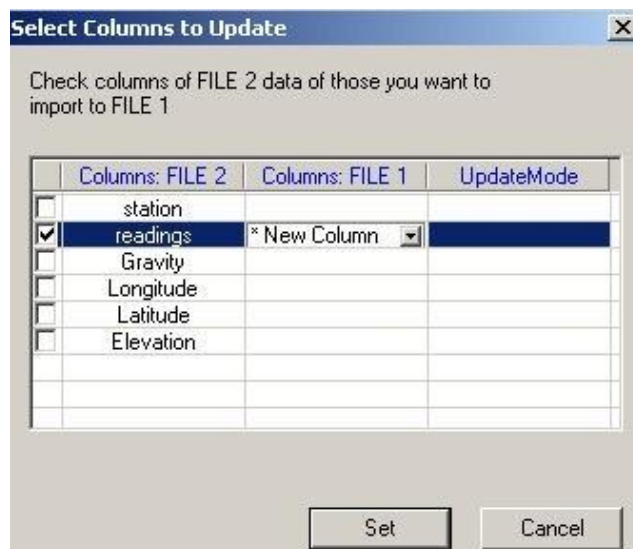 Select Columns to Update
Check columns of FILE 2 data of those you want to
import to FILE 1
Columns: FILE 2 Columns: FILE 1 UpdateMode
station
readings * New Column
Gravity
Longitude
Latitude
Elevation
Set Cancel